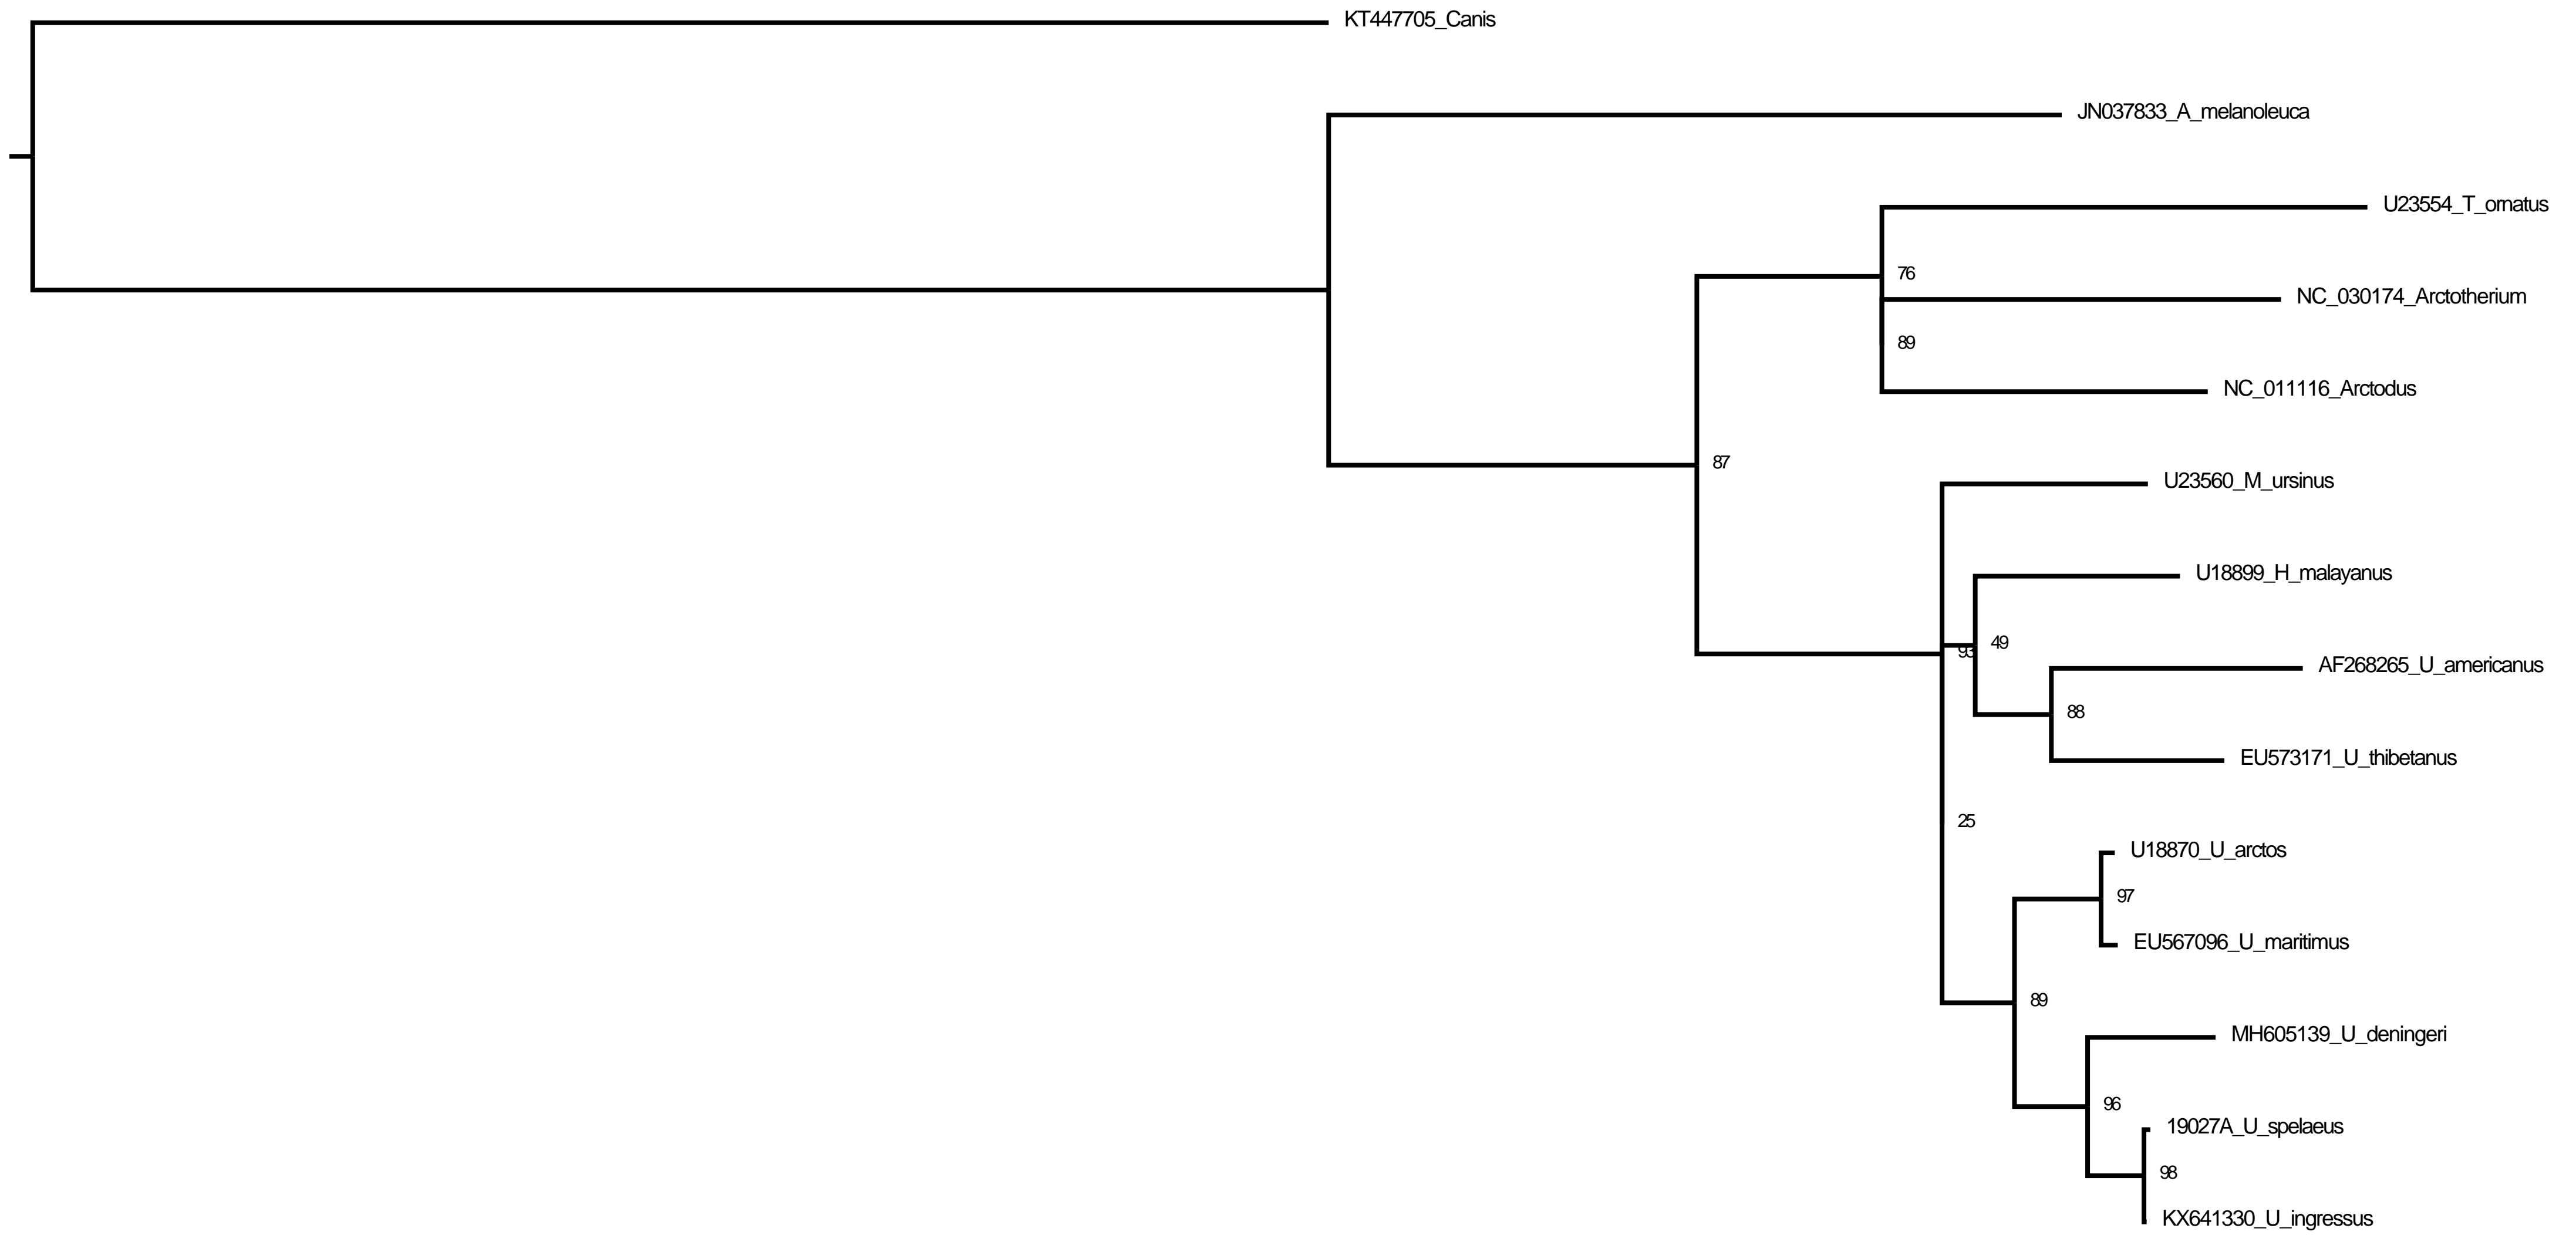 KT447705_Canis
JN037833_A_melanoleuca
U23554_T_ornatus
76
NC_030174_Arctotherium
89
NC_011116_Arctodus
87
U23560_M_ursinus
U18899_H_malayanus
49
93
AF268265_U_americanus
88
EU573171_U_thibetanus
25
U18870_U_arctos
97
EU567096_U_maritimus
89
MH605139_U_deningeri
96
19027A_U_spelaeus
98
KX641330_U_ingressus